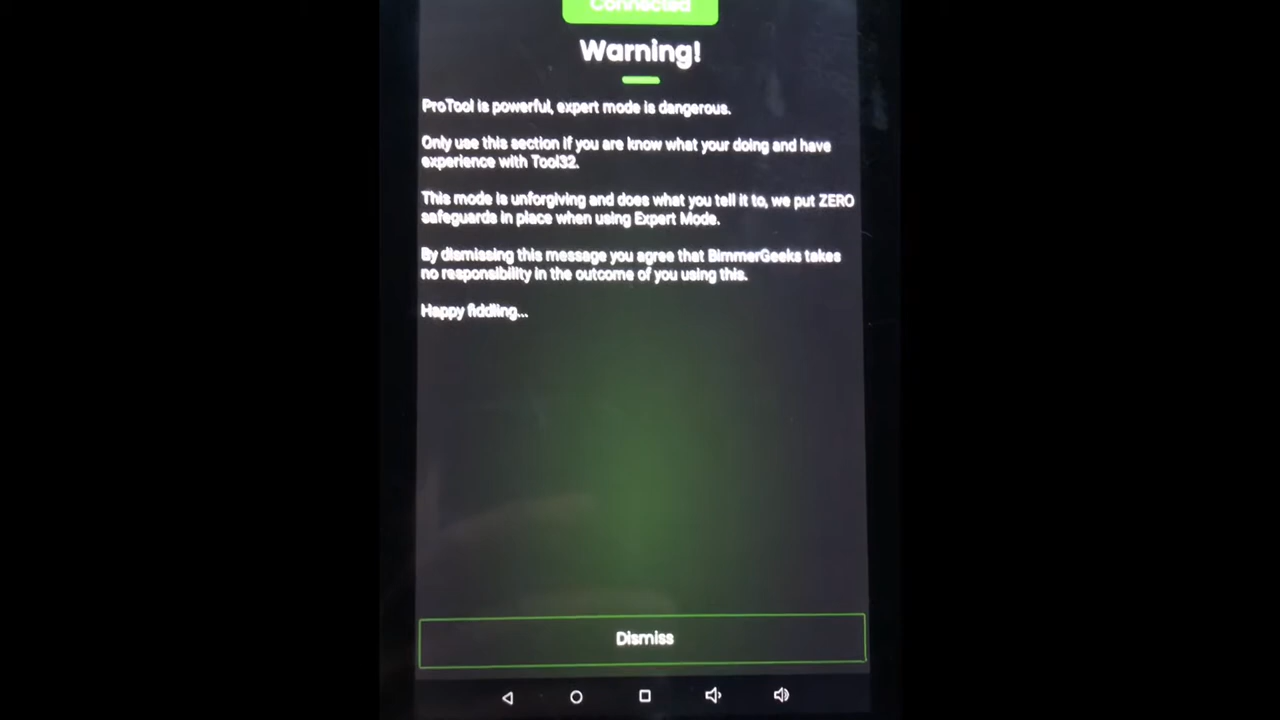 Connected
Warning!
ProTool is powerful, expert mode is dangerous.
Only use this section if you are know what your doing and have
experience with Tool32.
This mode is unforgiving and does what you tell it to, we put ZERO
safeguards in place when using Expert Mode.
By dismissing this message you agree that BimmerGeeks takes
no responsibility in the outcome of you using this.
Happy fiddling...
Dismiss